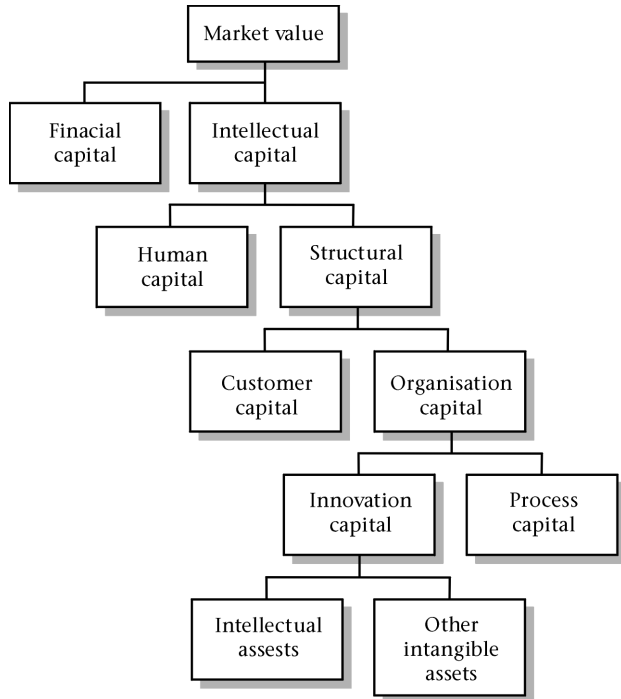 Market value
Finacial
capital
Intellectual
capital
Human
capital
Structural
capital
Customer
capital
Organisation
capital
Innovation
capital
Process
capital
Intellectual
assests
Other
intangible
assets